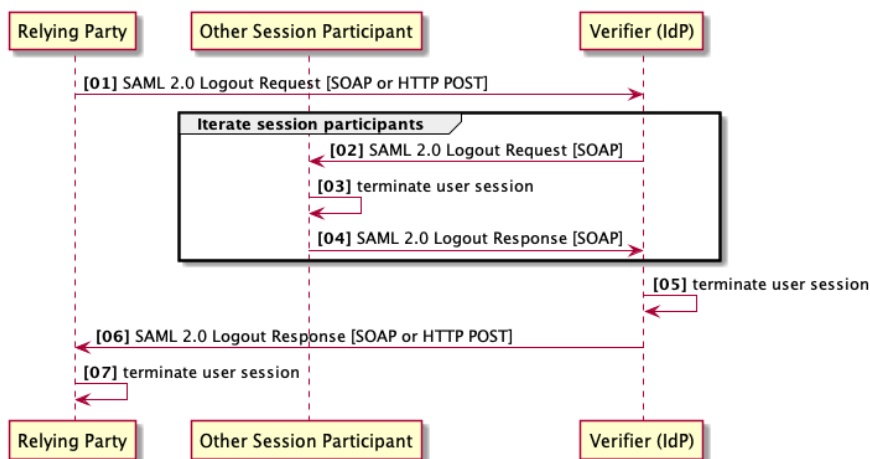 Relying Party
Other Session Participant
Verifier (IdP)
[01] SAML 2.0 Logout Request [SOAP or HTTP POST]
Iterate session participants
[02] SAML 2.0 Logout Request [SOAP]
[03] terminate user session
[04] SAML 2.0 Logout Response [SOAP]
[05] terminate user session
[06] SAML 2.0 Logout Response [SOAP or HTTP POST]
[07] terminate user session
Relying Party
Other Session Participant
Verifier (IdP)